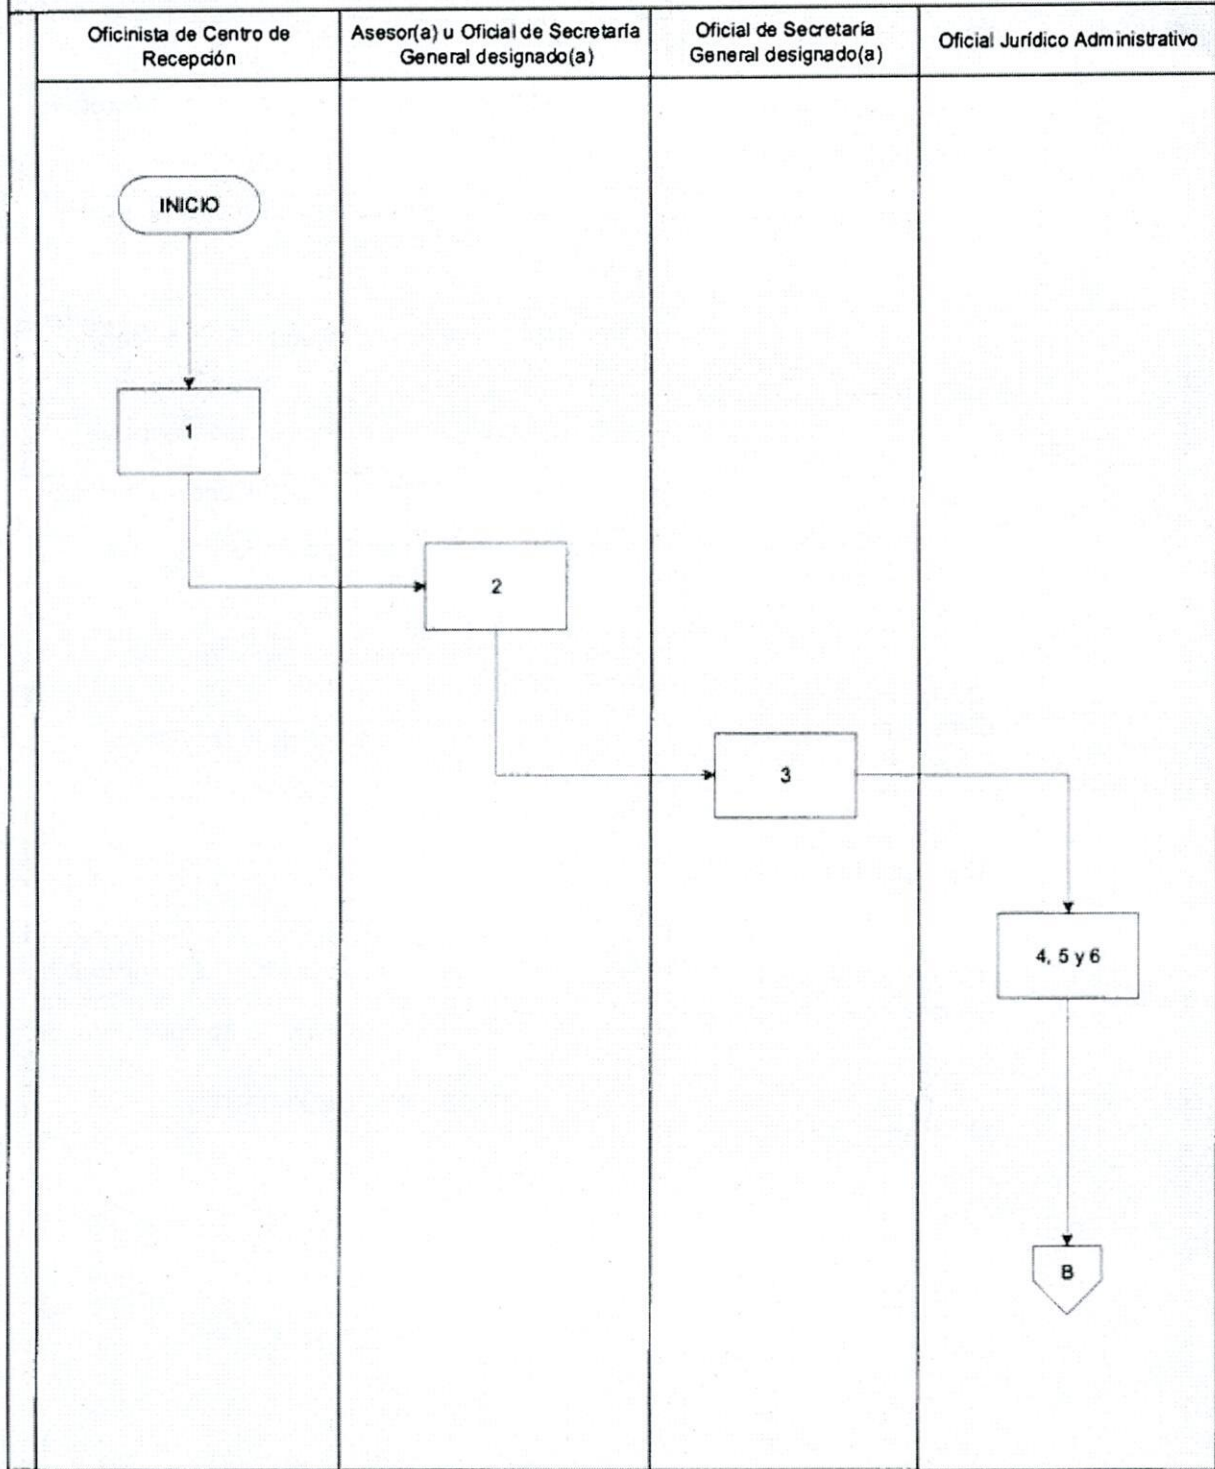 Oficinista de Centro de
Recepción
Asesor(a) u Oficial de Secretaría
General designado(a)
Oficial de Secretaría
General designado(a)
Oficial Jurídico Administrativo
INICIO
1
2
3
4, 5 y 6
B